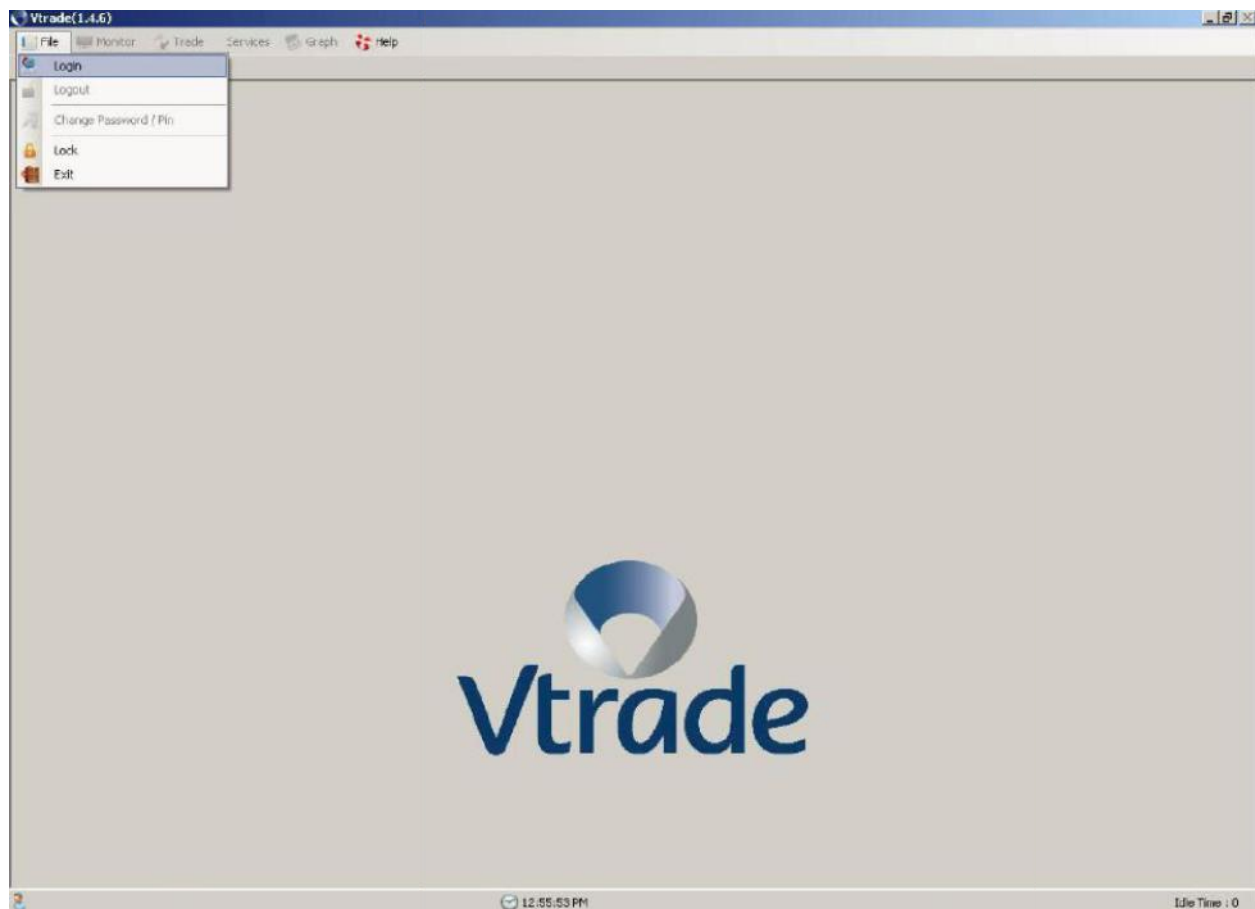 Vtrade(1.4.6)
File Monitor Trade Services Graph Help
Login
Logout
Change Password / Pin
Lock
Exit
Vtrade
12:55:53 PM Idle Time : 0